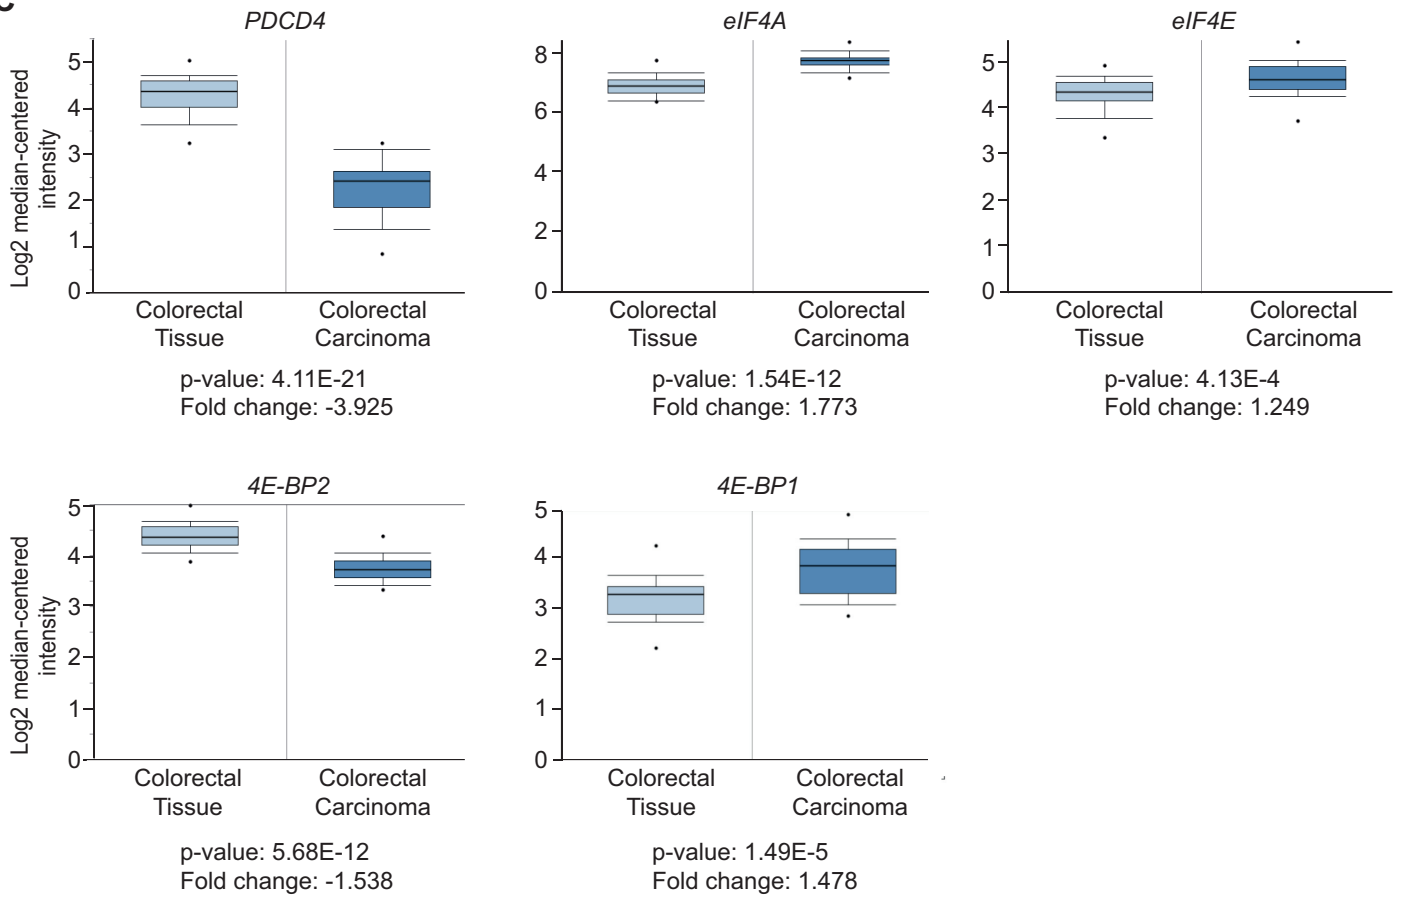 PDCD4
eIF4A
eIF4E
Log2 median-centered
intensity
5
4
3
2
1
0
8
6
4
2
0
5
4
3
2
1
0
Colorectal
Tissue
Colorectal
Carcinoma
Colorectal
Tissue
Colorectal
Carcinoma
Colorectal
Tissue
Colorectal
Carcinoma
p-value: 4.11E-21
Fold change: -3.925
p-value: 1.54E-12
Fold change: 1.773
p-value: 4.13E-4
Fold change: 1.249
4E-BP2
4E-BP1
Log2 median-centered
intensity
5
4
3
2
1
0
5
4
3
2
1
0
Colorectal
Tissue
Colorectal
Carcinoma
Colorectal
Tissue
Colorectal
Carcinoma
p-value: 5.68E-12
Fold change: -1.538
p-value: 1.49E-5
Fold change: 1.478